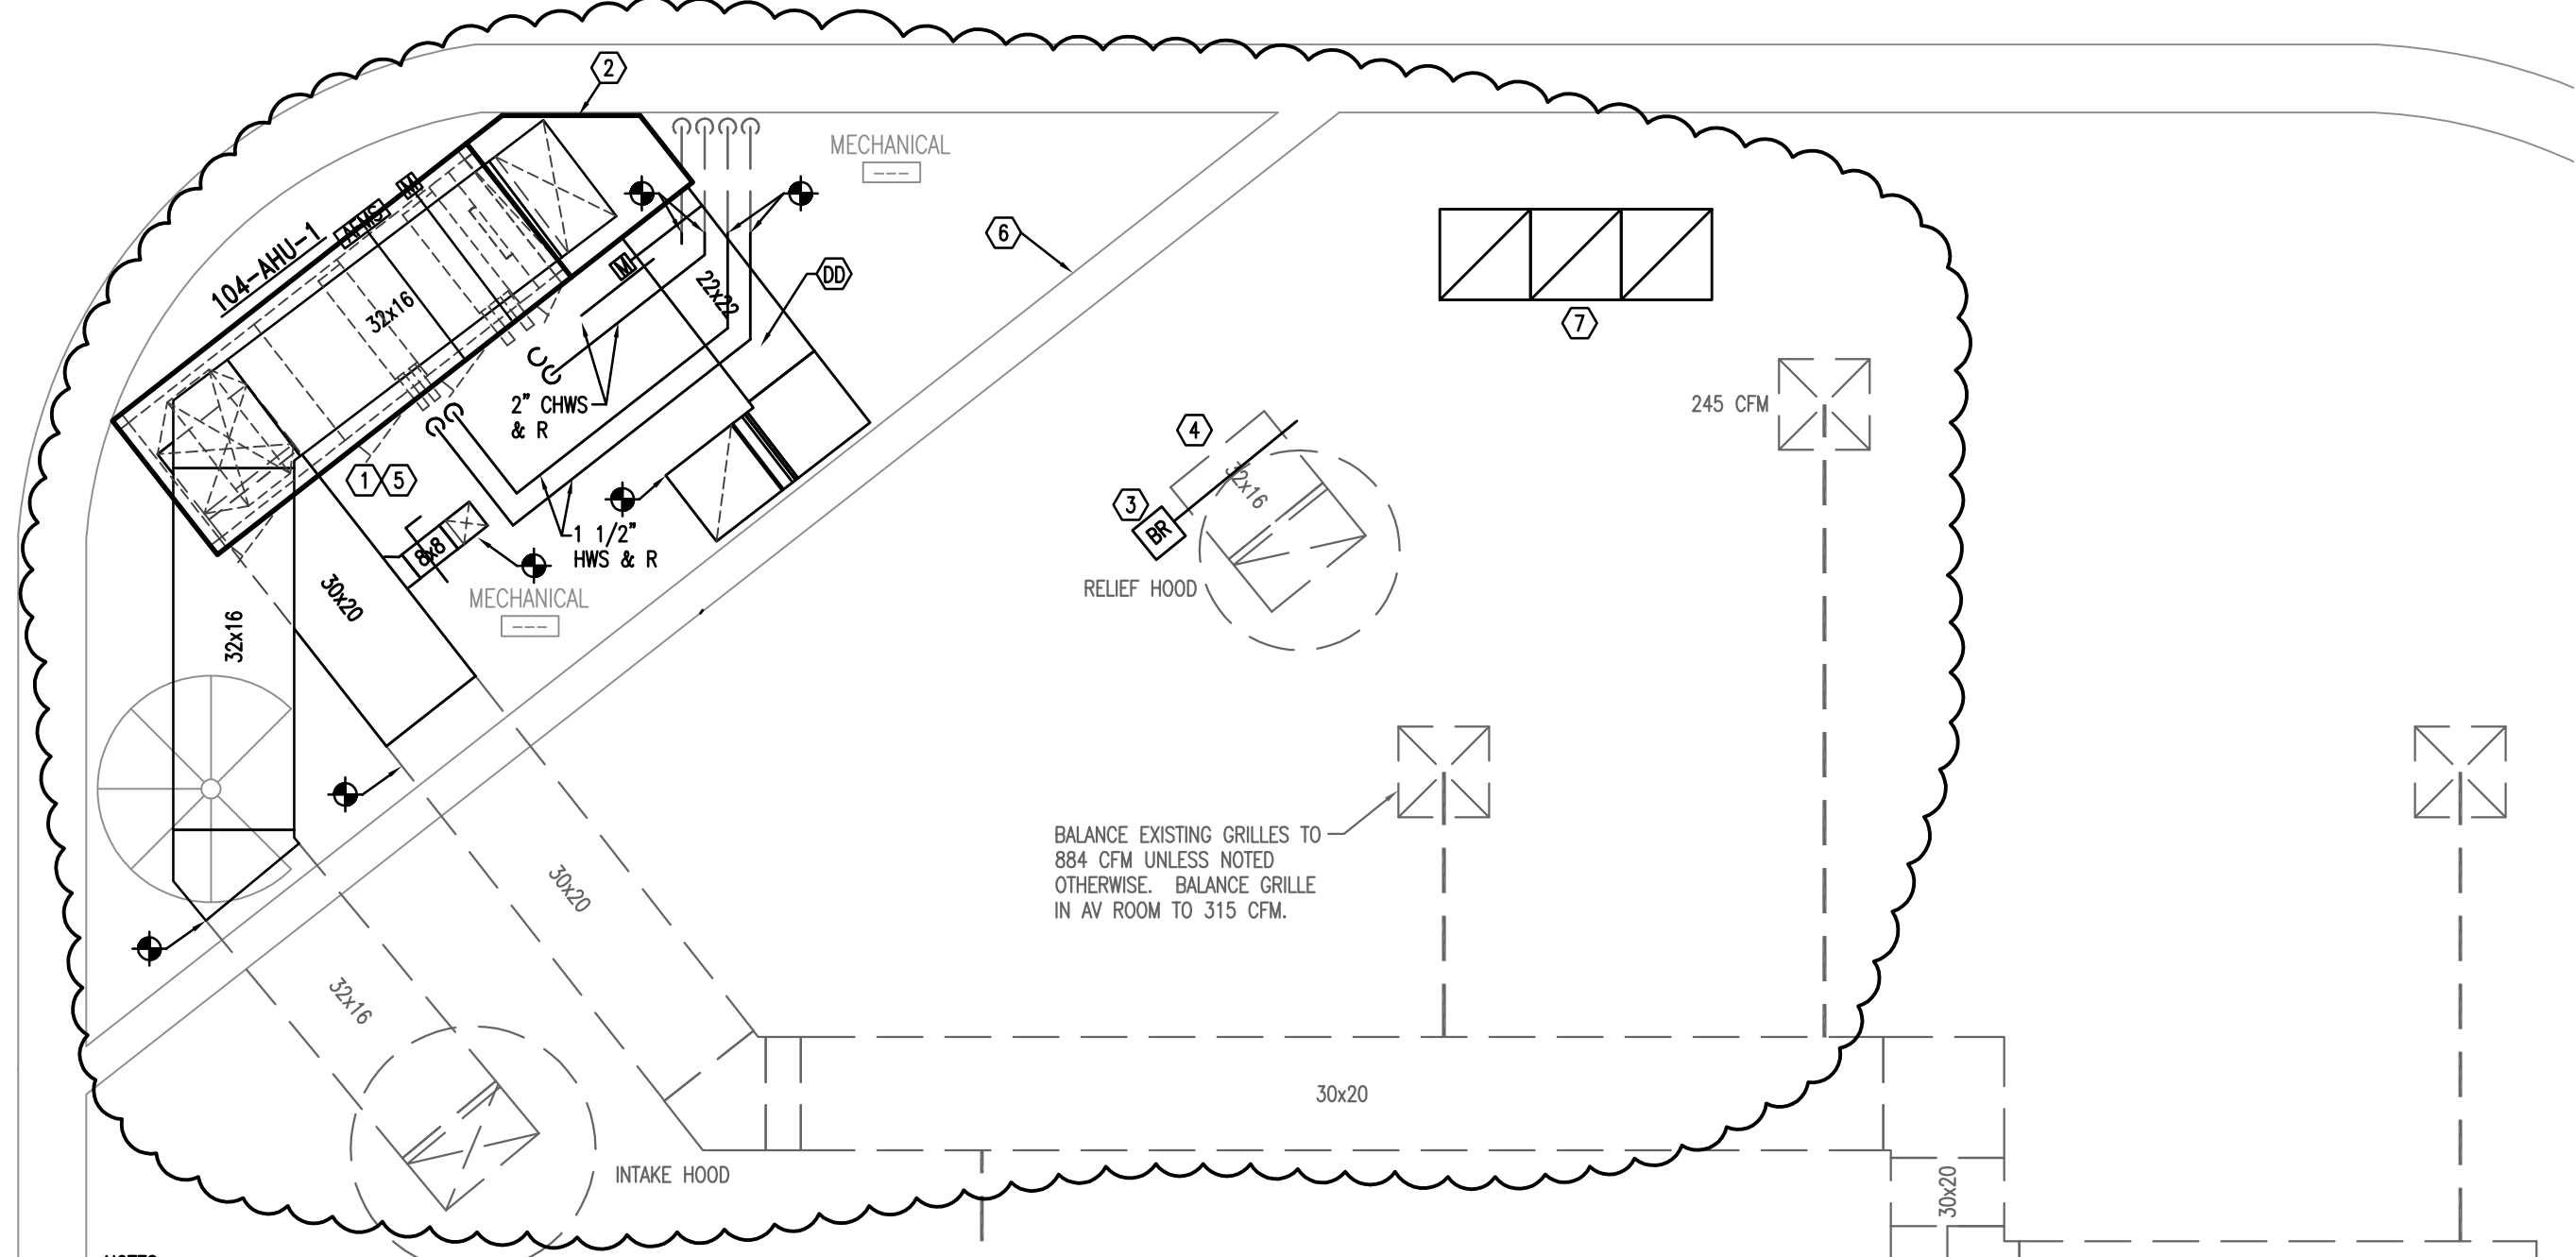 2
MECHANICAL
---
M
AFMS
104-AHU-1
6
M
22x22
DD
32x16
7
2" CHWS
& R
245 CFM
4
32x16
1
5
3
BR
1 1/2"
HWS & R
8x8
30x20
MECHANICAL
---
RELIEF HOOD
32x16
BALANCE EXISTING GRILLES TO
884 CFM UNLESS NOTED
OTHERWISE. BALANCE GRILLE
IN AV ROOM TO 315 CFM.
30x20
32x16
30x20
INTAKE HOOD
30x20